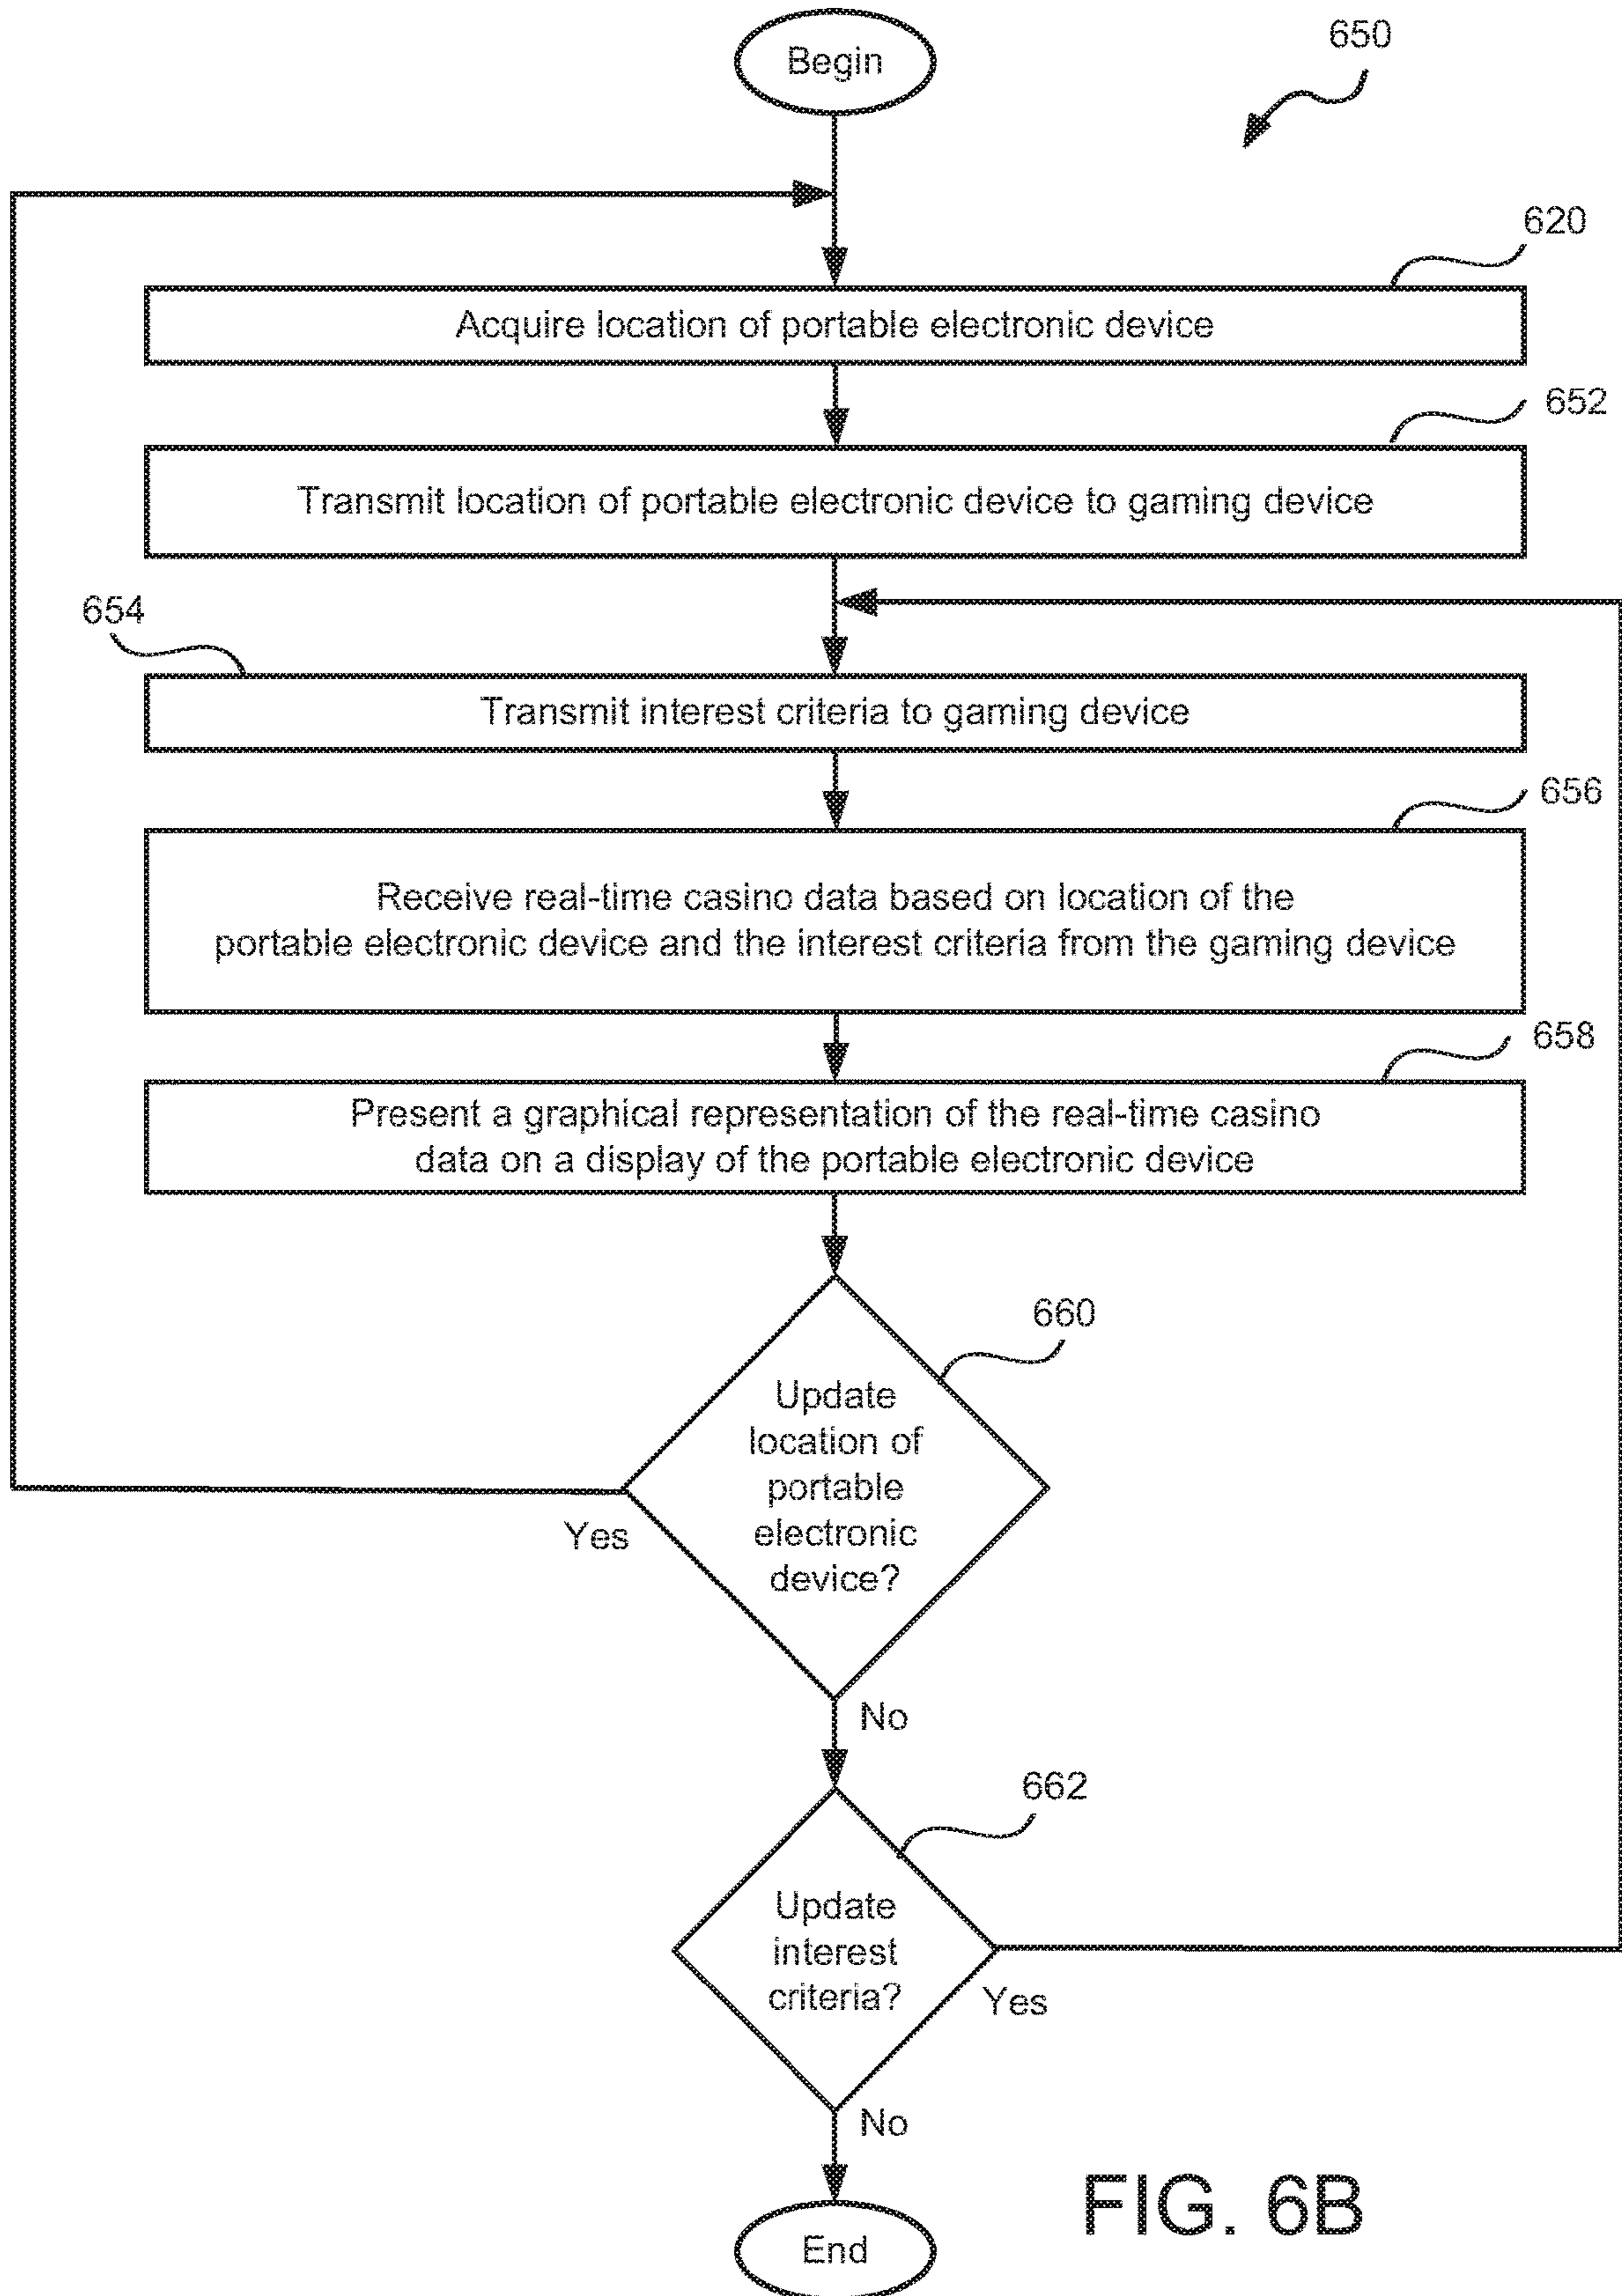 Begin
650
620
Acquire location of portable electronic device
652
Transmit location of portable electronic device to gaming device
654
Transmit interest criteria to gaming device
656
Receive real-time casino data based on location of the
portable electronic device and the interest criteria from the gaming device
658
Present a graphical representation of the real-time casino
data on a display of the portable electronic device
660
Update
location of
portable
electronic
device?
Yes
No
662
Update
interest
criteria?
Yes
No
End
FIG. 6B